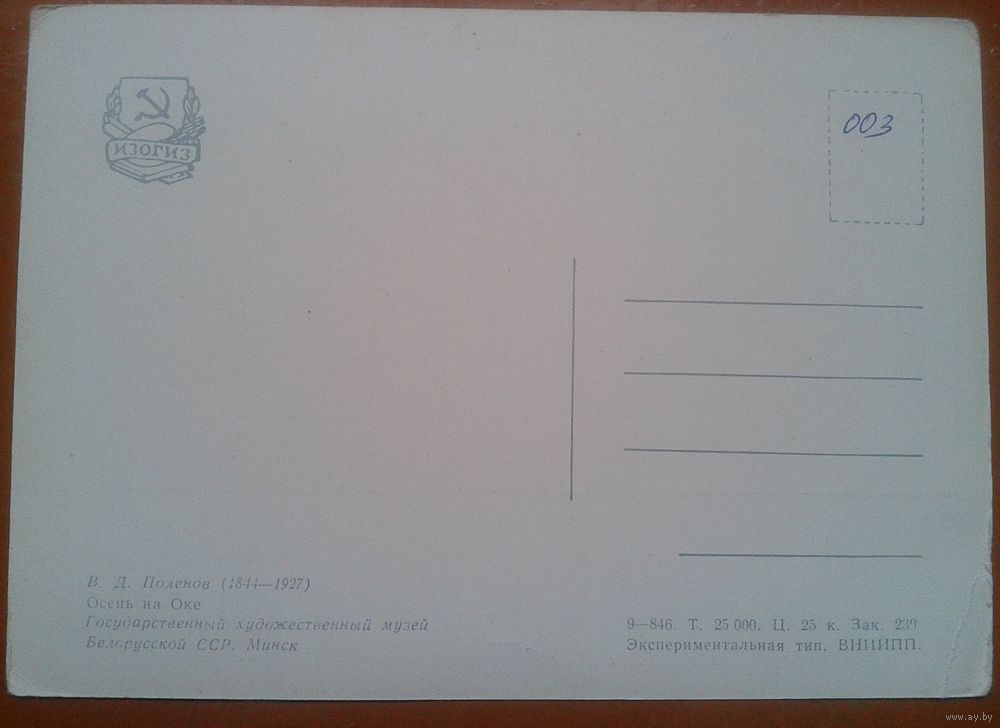 ИЗОГИЗ
003
В. Д. Поленов (1844—1927)
Осень на Оке
Государственный художественный музей
Белорусской ССР. Минск
9—846. Т. 25 000. Ц. 25 к. Зак. 230
Экспериментальная тип. ВНИИПП.
www.ay.by